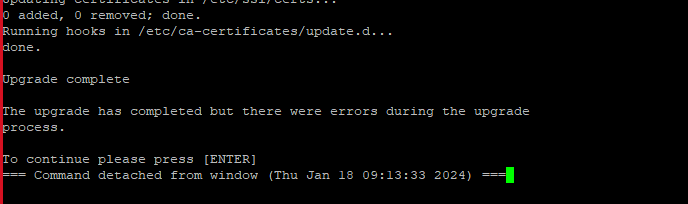 Updating certificates in /etc/ssl/certs...
0 added, 0 removed; done.
Running hooks in /etc/ca-certificates/update.d...
done.
Upgrade complete
The upgrade has completed but there were errors during the upgrade
process.
To continue please press [ENTER]
=== Command detached from window (Thu Jan 18 09:13:33 2024) ===